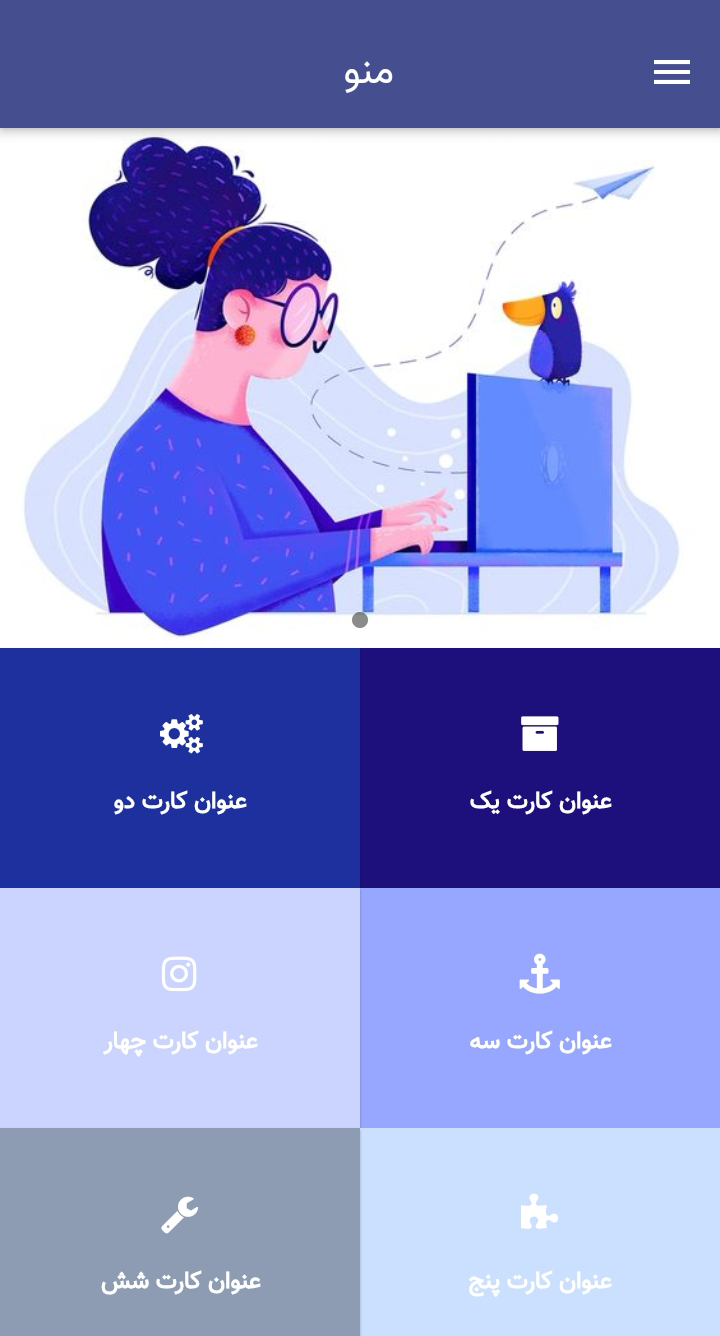 منو
عنوان کارت یک
عنوان کارت دو
عنوان کارت سه
عنوان کارت چهار
عنوان کارت پنج
عنوان کارت شش